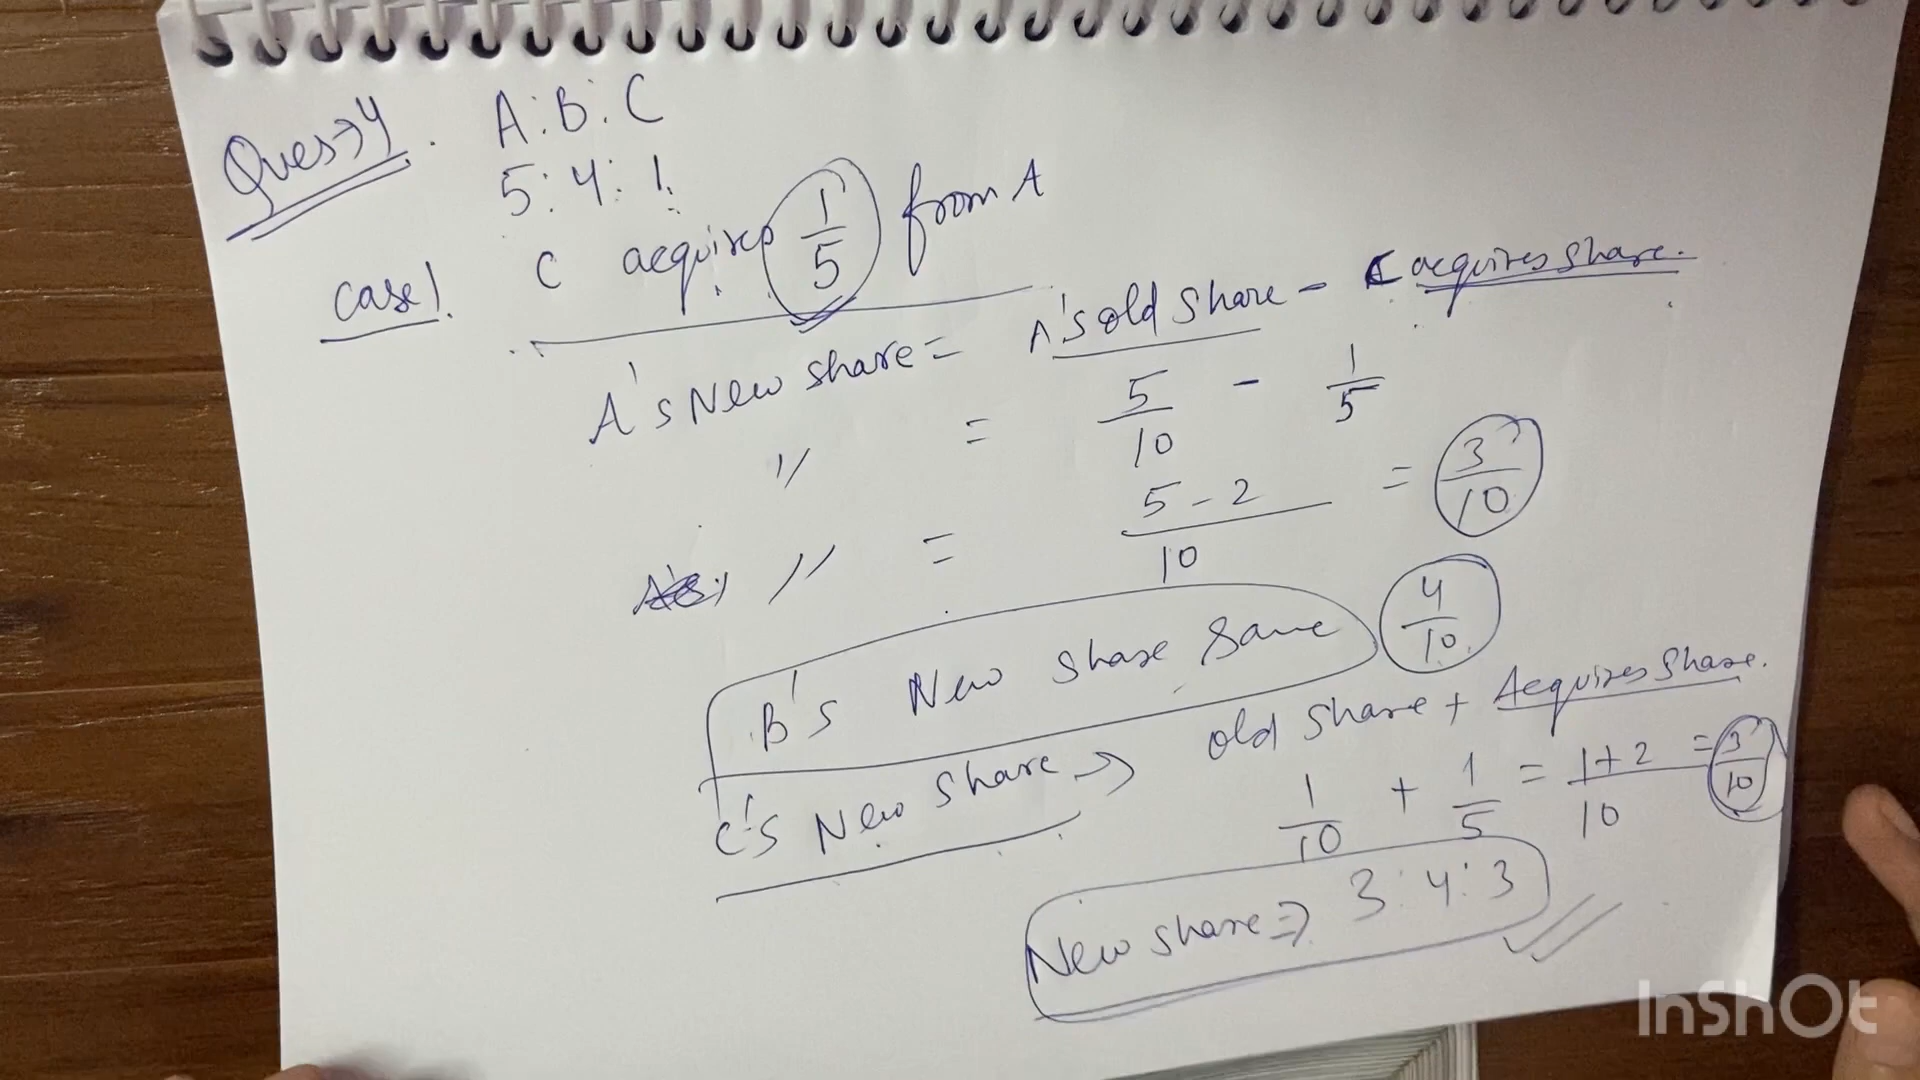 Ques→4. A:B:C
5:4:1
Case1. C acquires 1/5 from A
A's New share = A's old share - C acquires share.
〃 = 5/10 - 1/5
〃 = 5-2/10 = 3/10
B's New Share Same 4/10
C's New Share → old share + Acquires share.
1/10 + 1/5 = 1+2/10 = 3/10
New share ⇒ 3:4:3
InShOt